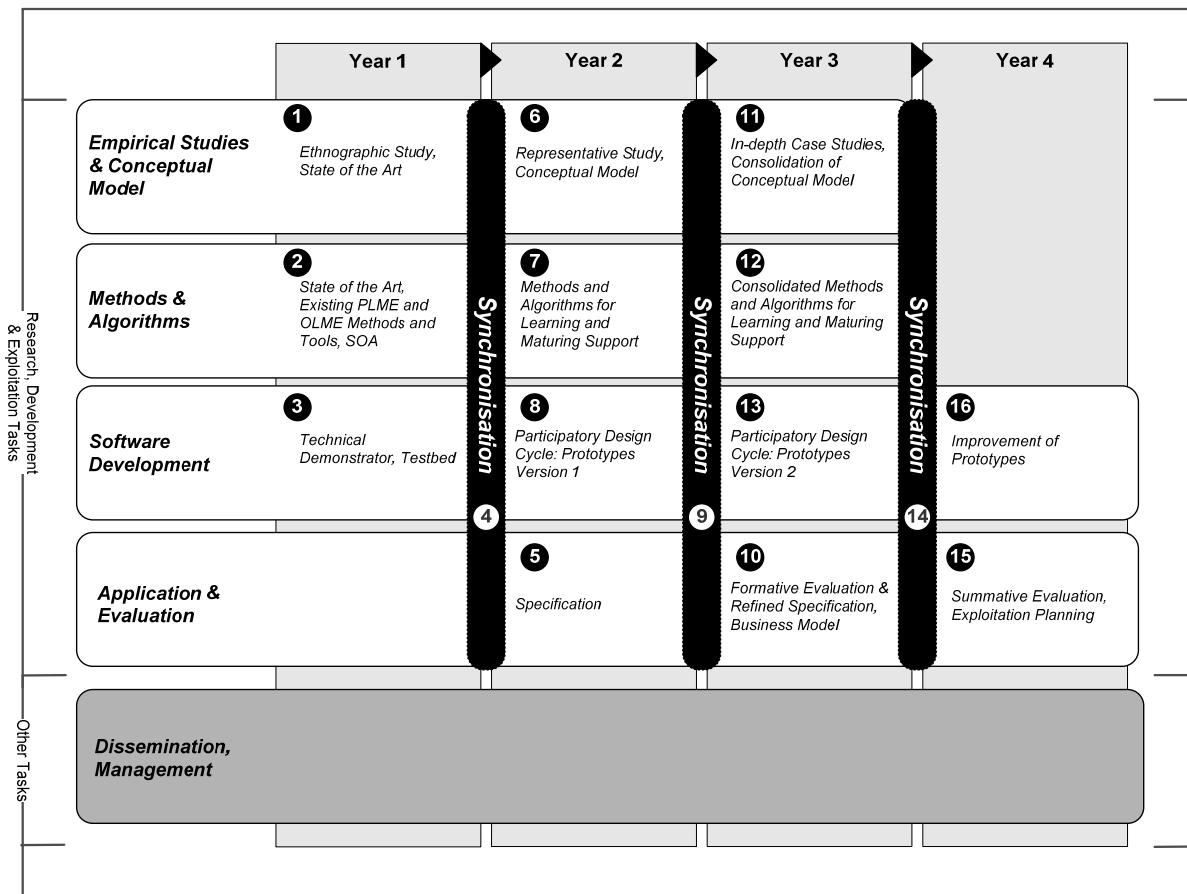 Year 1
Year 2
Year 3
Year 4
Research, Development
& Exploitation Tasks
Empirical Studies
& Conceptual
Model
1
Ethnographic Study,
State of the Art
6
Representative Study,
Conceptual Model
11
In-depth Case Studies,
Consolidation of
Conceptual Model
Methods &
Algorithms
2
State of the Art,
Existing PLME and
OLME Methods and
Tools, SOA
7
Methods and
Algorithms for
Learning and
Maturing Support
12
Consolidated Methods
and Algorithms for
Learning and Maturing
Support
Software
Development
3
Technical
Demonstrator, Testbed
8
Participatory Design
Cycle: Prototypes
Version 1
13
Participatory Design
Cycle: Prototypes
Version 2
16
Improvement of
Prototypes
Synchronisation
4
Synchronisation
9
Synchronisation
14
Application &
Evaluation
5
Specification
10
Formative Evaluation &
Refined Specification,
Business Model
15
Summative Evaluation,
Exploitation Planning
Other Tasks
Dissemination,
Management